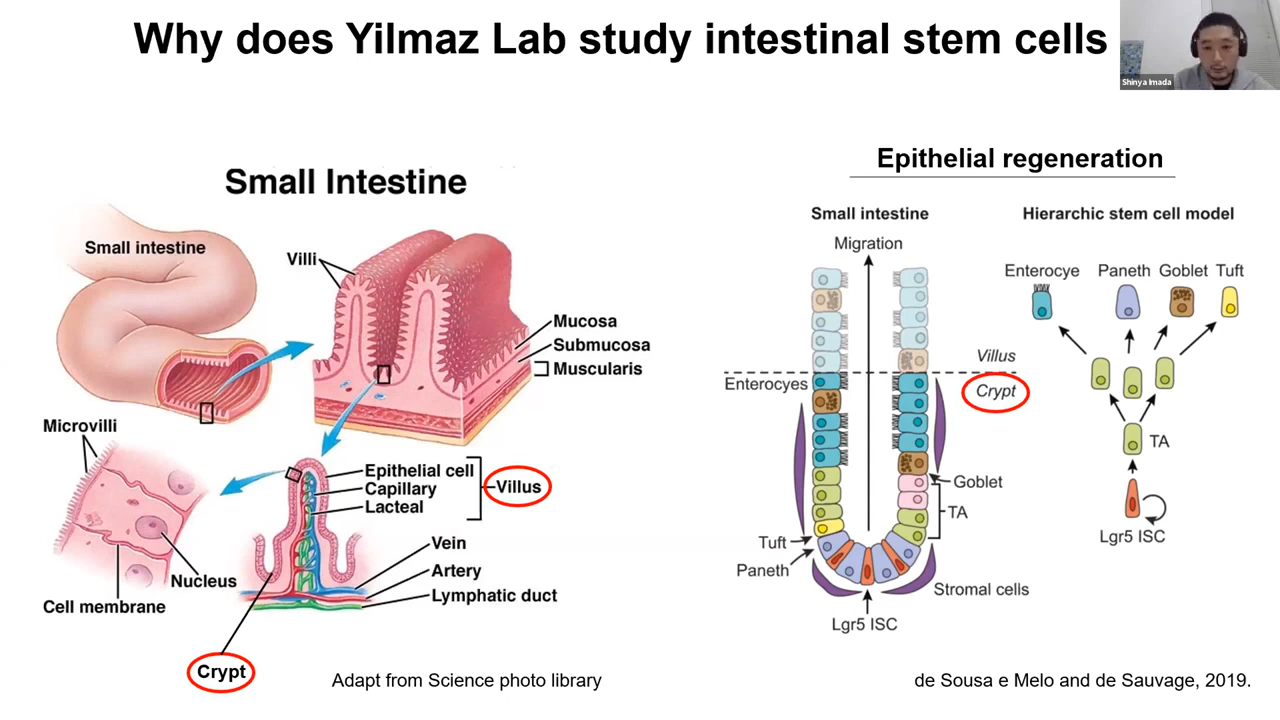 Why does Yilmaz Lab study intestinal stem cells
Shinya Imada
Small Intestine
Small intestine
Villi
Mucosa
Submucosa
Muscularis
Microvilli
Nucleus
Cell membrane
Epithelial cell
Capillary
Lacteal
Villus
Vein
Artery
Lymphatic duct
Crypt
Adapt from Science photo library
Epithelial regeneration
Small intestine
Migration
Villus
Crypt
Enterocytes
Goblet
TA
Tuft
Paneth
Stromal cells
Lgr5 ISC
Hierarchic stem cell model
Enterocye
Paneth
Goblet
Tuft
TA
Lgr5 ISC
de Sousa e Melo and de Sauvage, 2019.